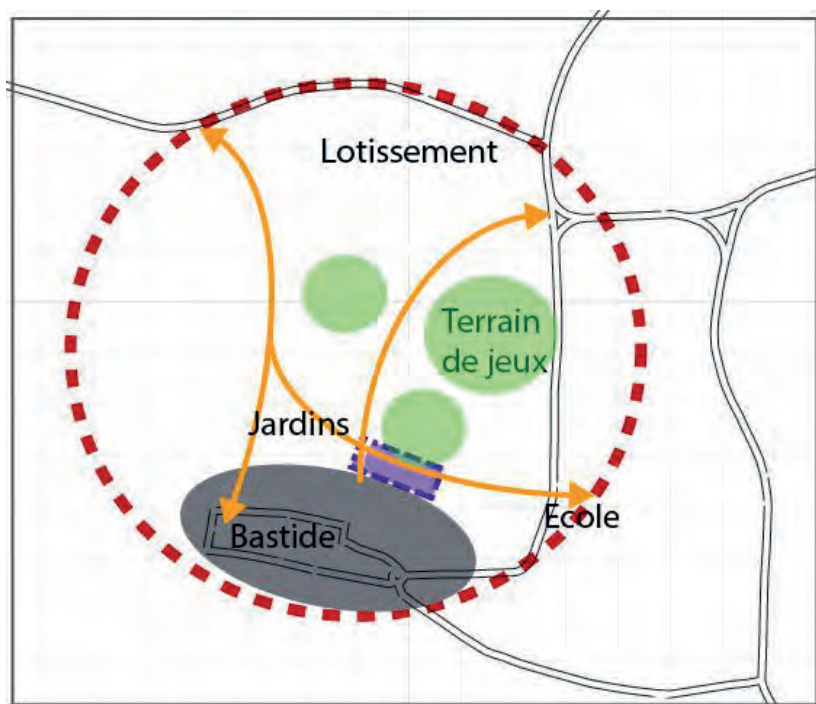 Lotissement
Terrain
de jeux
Jardins
Ecole
Bastide